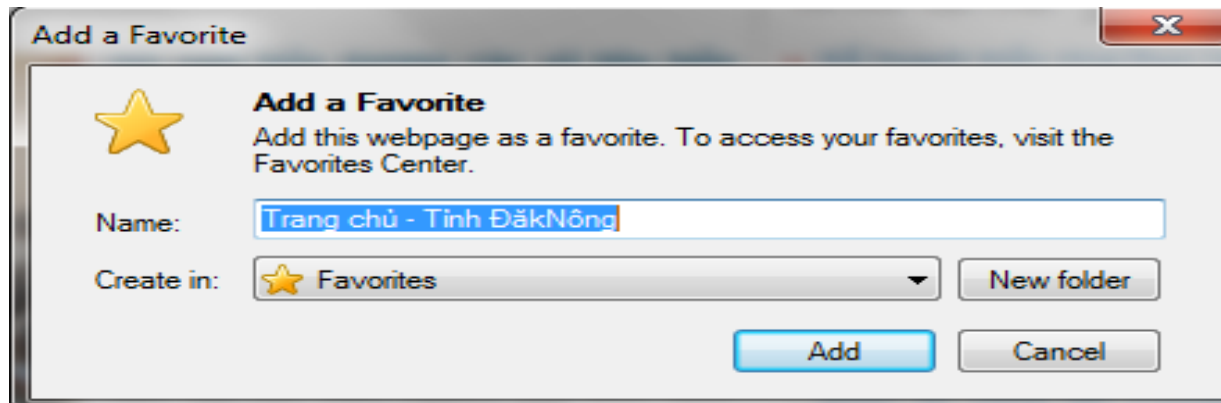 Add a Favorite
Add a Favorite
Add this webpage as a favorite. To access your favorites, visit the
Favorites Center.
Name: Trang chủ - Tỉnh ĐăkNông
Create in: Favorites New folder
Add Cancel